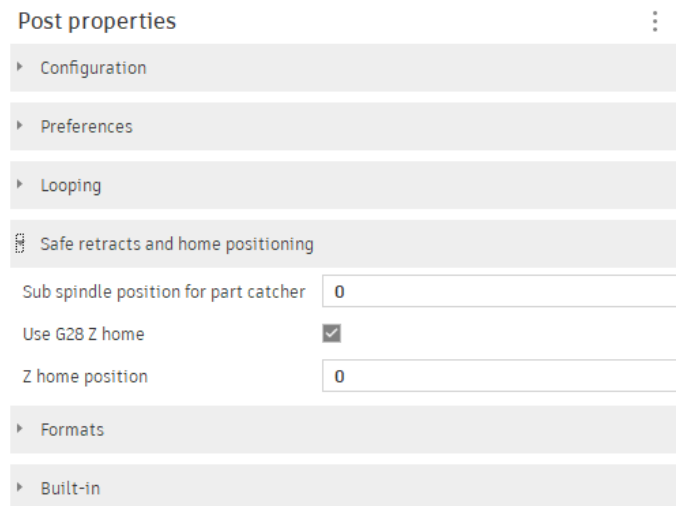 Post properties
Configuration
Preferences
Looping
Safe retracts and home positioning
Sub spindle position for part catcher 0
Use G28 Z home
Z home position 0
Formats
Built-in